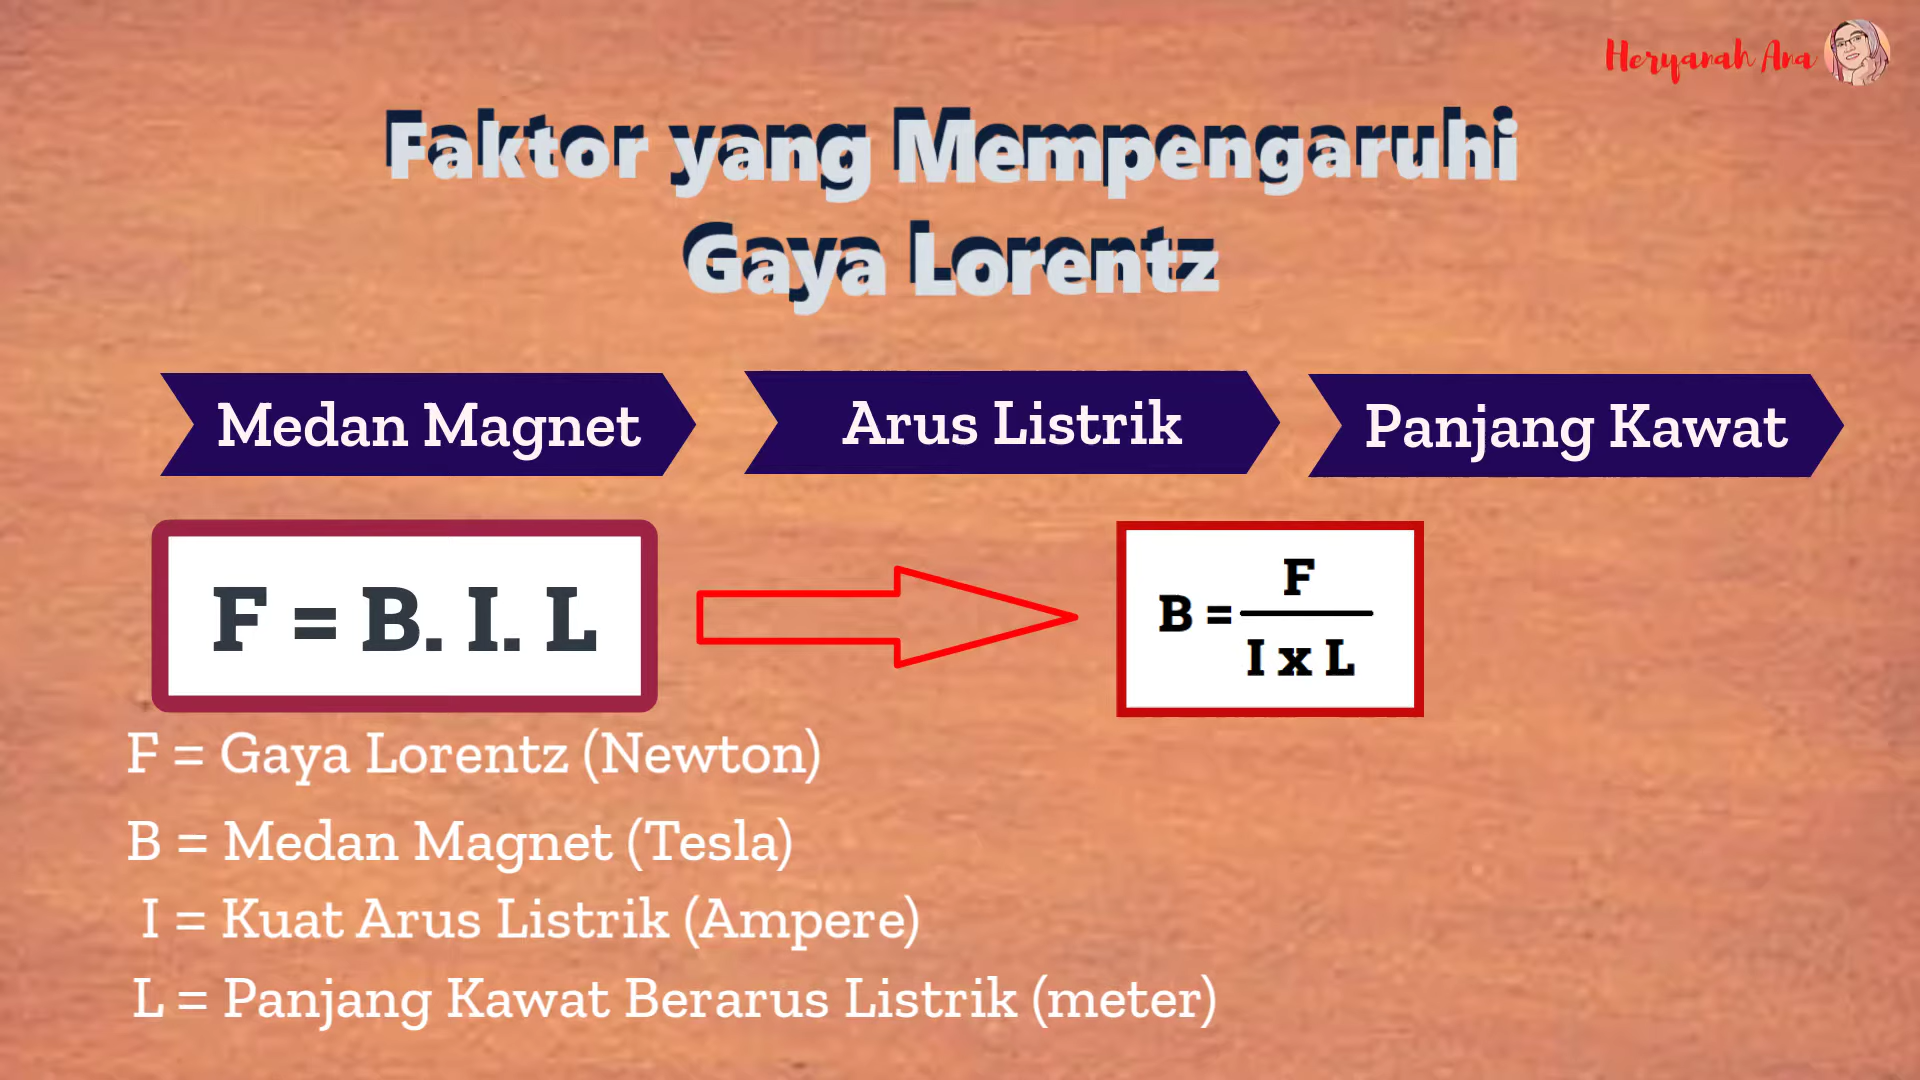 Heryanah Ana
Faktor yang Mempengaruhi
Gaya Lorentz
Medan Magnet
Arus Listrik
Panjang Kawat
F = B. I. L
B = F
I x L
F = Gaya Lorentz (Newton)
B = Medan Magnet (Tesla)
I = Kuat Arus Listrik (Ampere)
L = Panjang Kawat Berarus Listrik (meter)